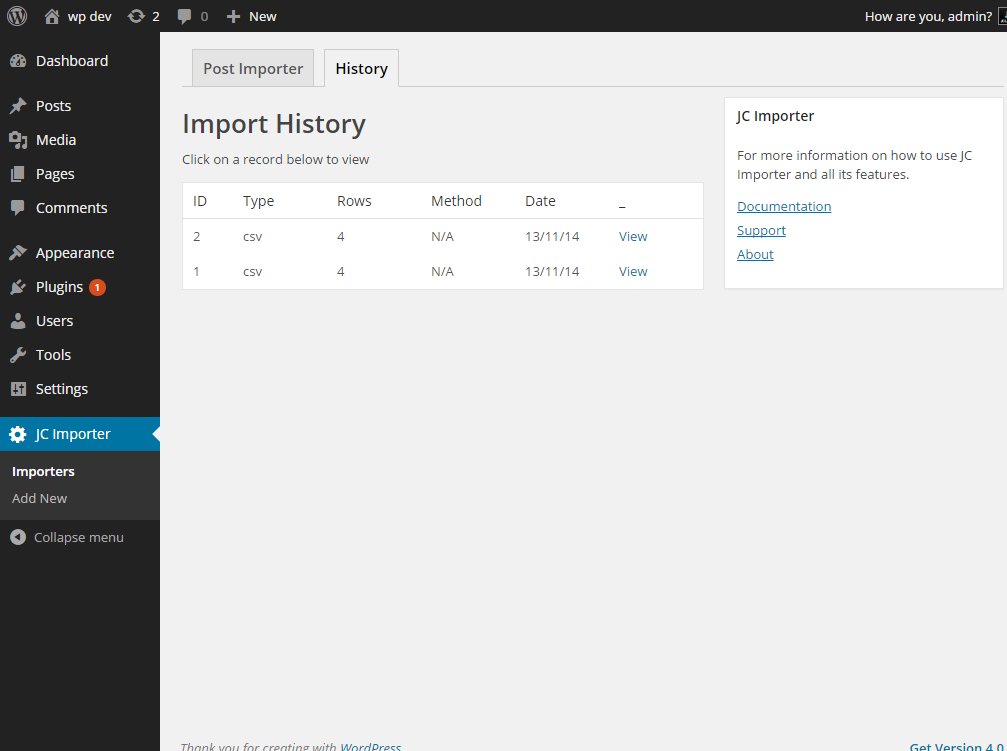 wp dev 2 0 New How are you, admin?
Dashboard
Posts
Media
Pages
Comments
Appearance
Plugins 1
Users
Tools
Settings
JC Importer
Importers
Add New
Collapse menu
Post Importer History
Import History
Click on a record below to view
ID Type Rows Method Date _
2 csv 4 N/A 13/11/14 View
1 csv 4 N/A 13/11/14 View
JC Importer
For more information on how to use JC
Importer and all its features.
Documentation
Support
About
Thank you for creating with WordPress
Get Version 4.0